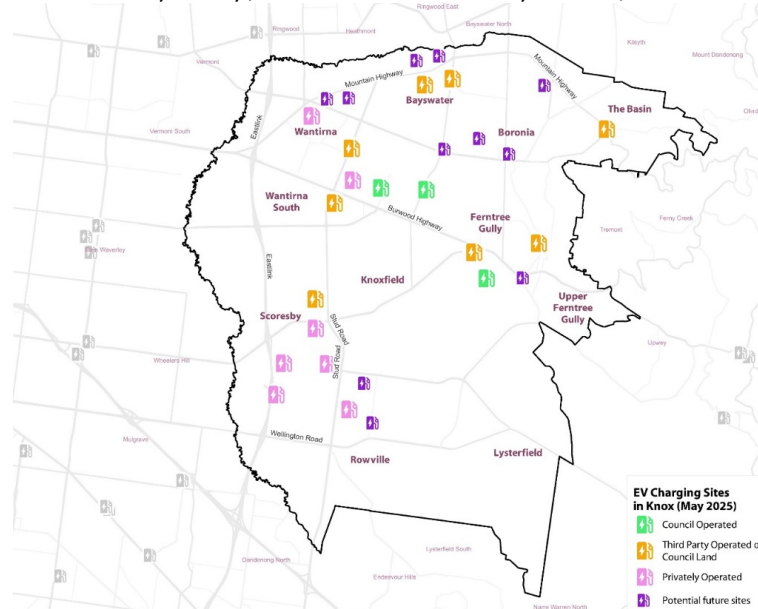 Ringwood East
Ringwood
Heathmont
Bayswater North
Vermont
Kilsyth
Mount Dandenong
Mountain Highway
Mountain Highway
Bayswater
The Basin
Eastlink
Vermont South
Wantirna
Boronia
Wantirna
South
Burwood Highway
Ferntree
Gully
Ferny Creek
Tremont
Glen Waverley
Eastlink
Knoxfield
Upper
Ferntree
Gully
Scoresby
Stud Road
Stud Road
Upwey
Wheelers Hill
Mulgrave
Wellington Road
Rowville
Lysterfield
EV Charging Sites
in Knox (May 2025)
Council Operated
Third Party Operated o
Council Land
Privately Operated
Potential future sites
Dandenong North
Lysterfield South
Endeavour Hills
Narre Warren North